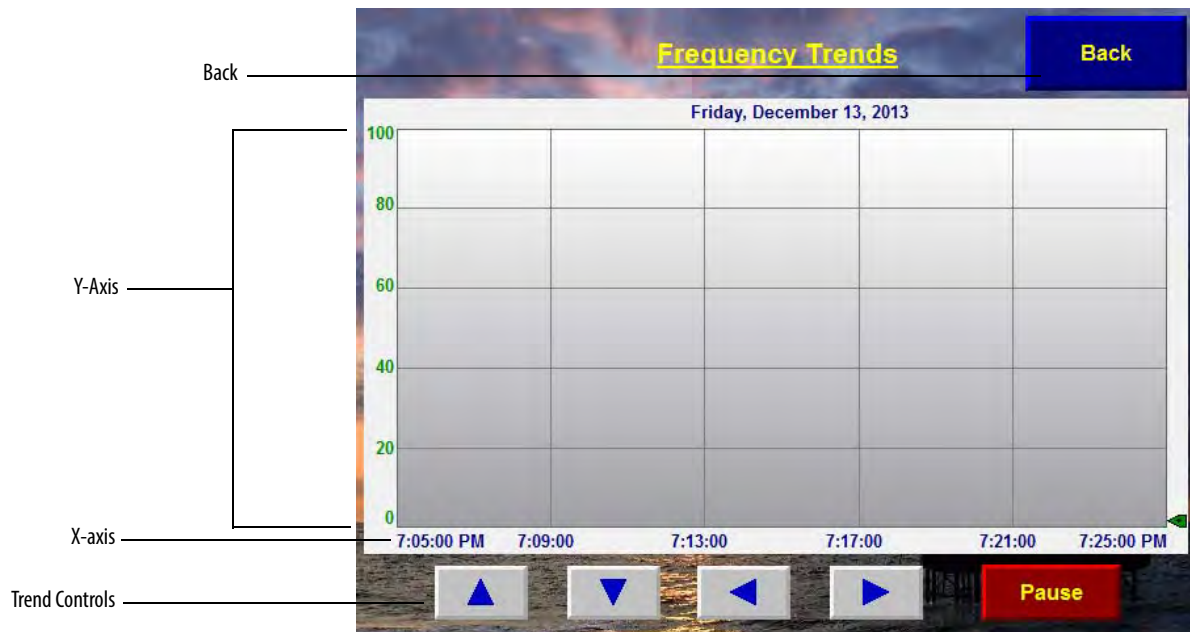 Frequency Trends
Back
Back
Friday, December 13, 2013
100
80
Y-Axis
60
40
20
0
X-axis
7:05:00 PM 7:09:00 7:13:00 7:17:00 7:21:00 7:25:00 PM
Trend Controls
Pause